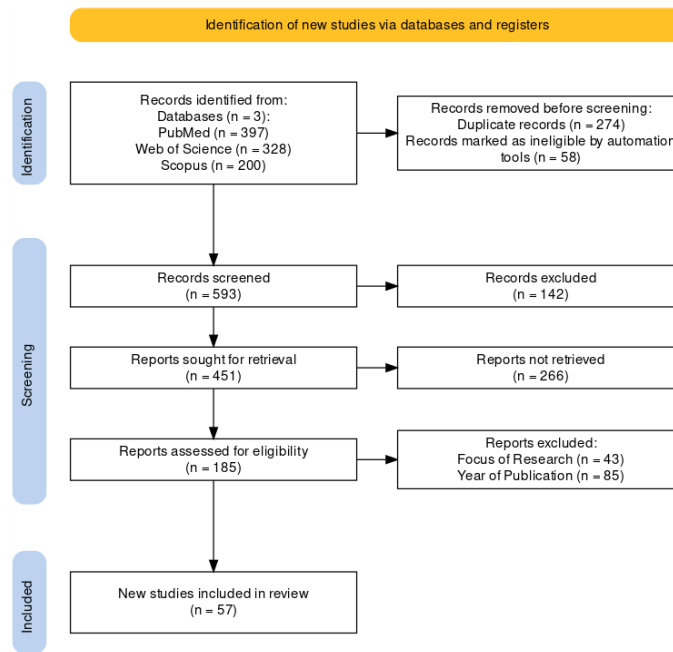 Identification of new studies via databases and registers
Identification
Records identified from:
Databases (n = 3):
PubMed (n = 397)
Web of Science (n = 328)
Scopus (n = 200)
Records removed before screening:
Duplicate records (n = 274)
Records marked as ineligible by automation
tools (n = 58)
Screening
Records screened
(n = 593)
Records excluded
(n = 142)
Reports sought for retrieval
(n = 451)
Reports not retrieved
(n = 266)
Reports assessed for eligibility
(n = 185)
Reports excluded:
Focus of Research (n = 43)
Year of Publication (n = 85)
Included
New studies included in review
(n = 57)